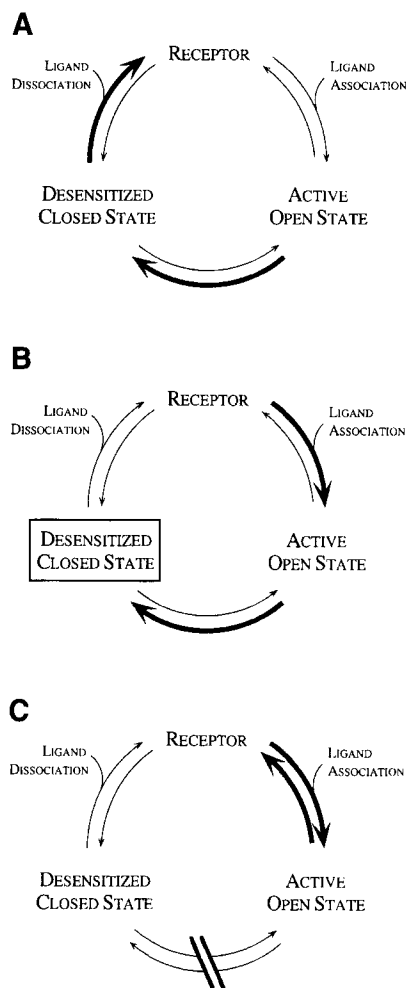 A
RECEPTOR
LIGAND
DISSOCIATION
LIGAND
ASSOCIATION
DESENSITIZED
CLOSED STATE
ACTIVE
OPEN STATE
B
RECEPTOR
LIGAND
DISSOCIATION
LIGAND
ASSOCIATION
DESENSITIZED
CLOSED STATE
ACTIVE
OPEN STATE
C
RECEPTOR
LIGAND
DISSOCIATION
LIGAND
ASSOCIATION
DESENSITIZED
CLOSED STATE
ACTIVE
OPEN STATE